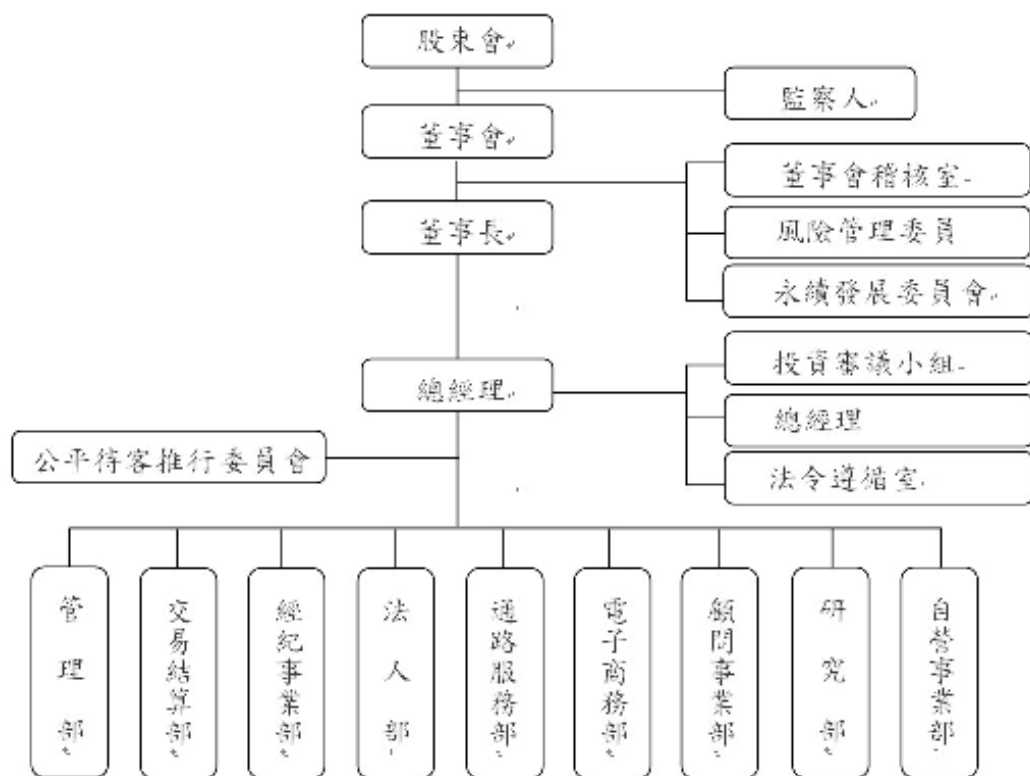 股東會
監察人
董事會
董事會稽核室
董事長
風險管理委員
永續發展委員會
總經理
投資審議小組
總經理
公平待客推行委員會
法令遵循室
管理部
交易結算部
經紀事業部
法人部
通路服務部
電子商務部
顧問事業部
研究部
自營事業部